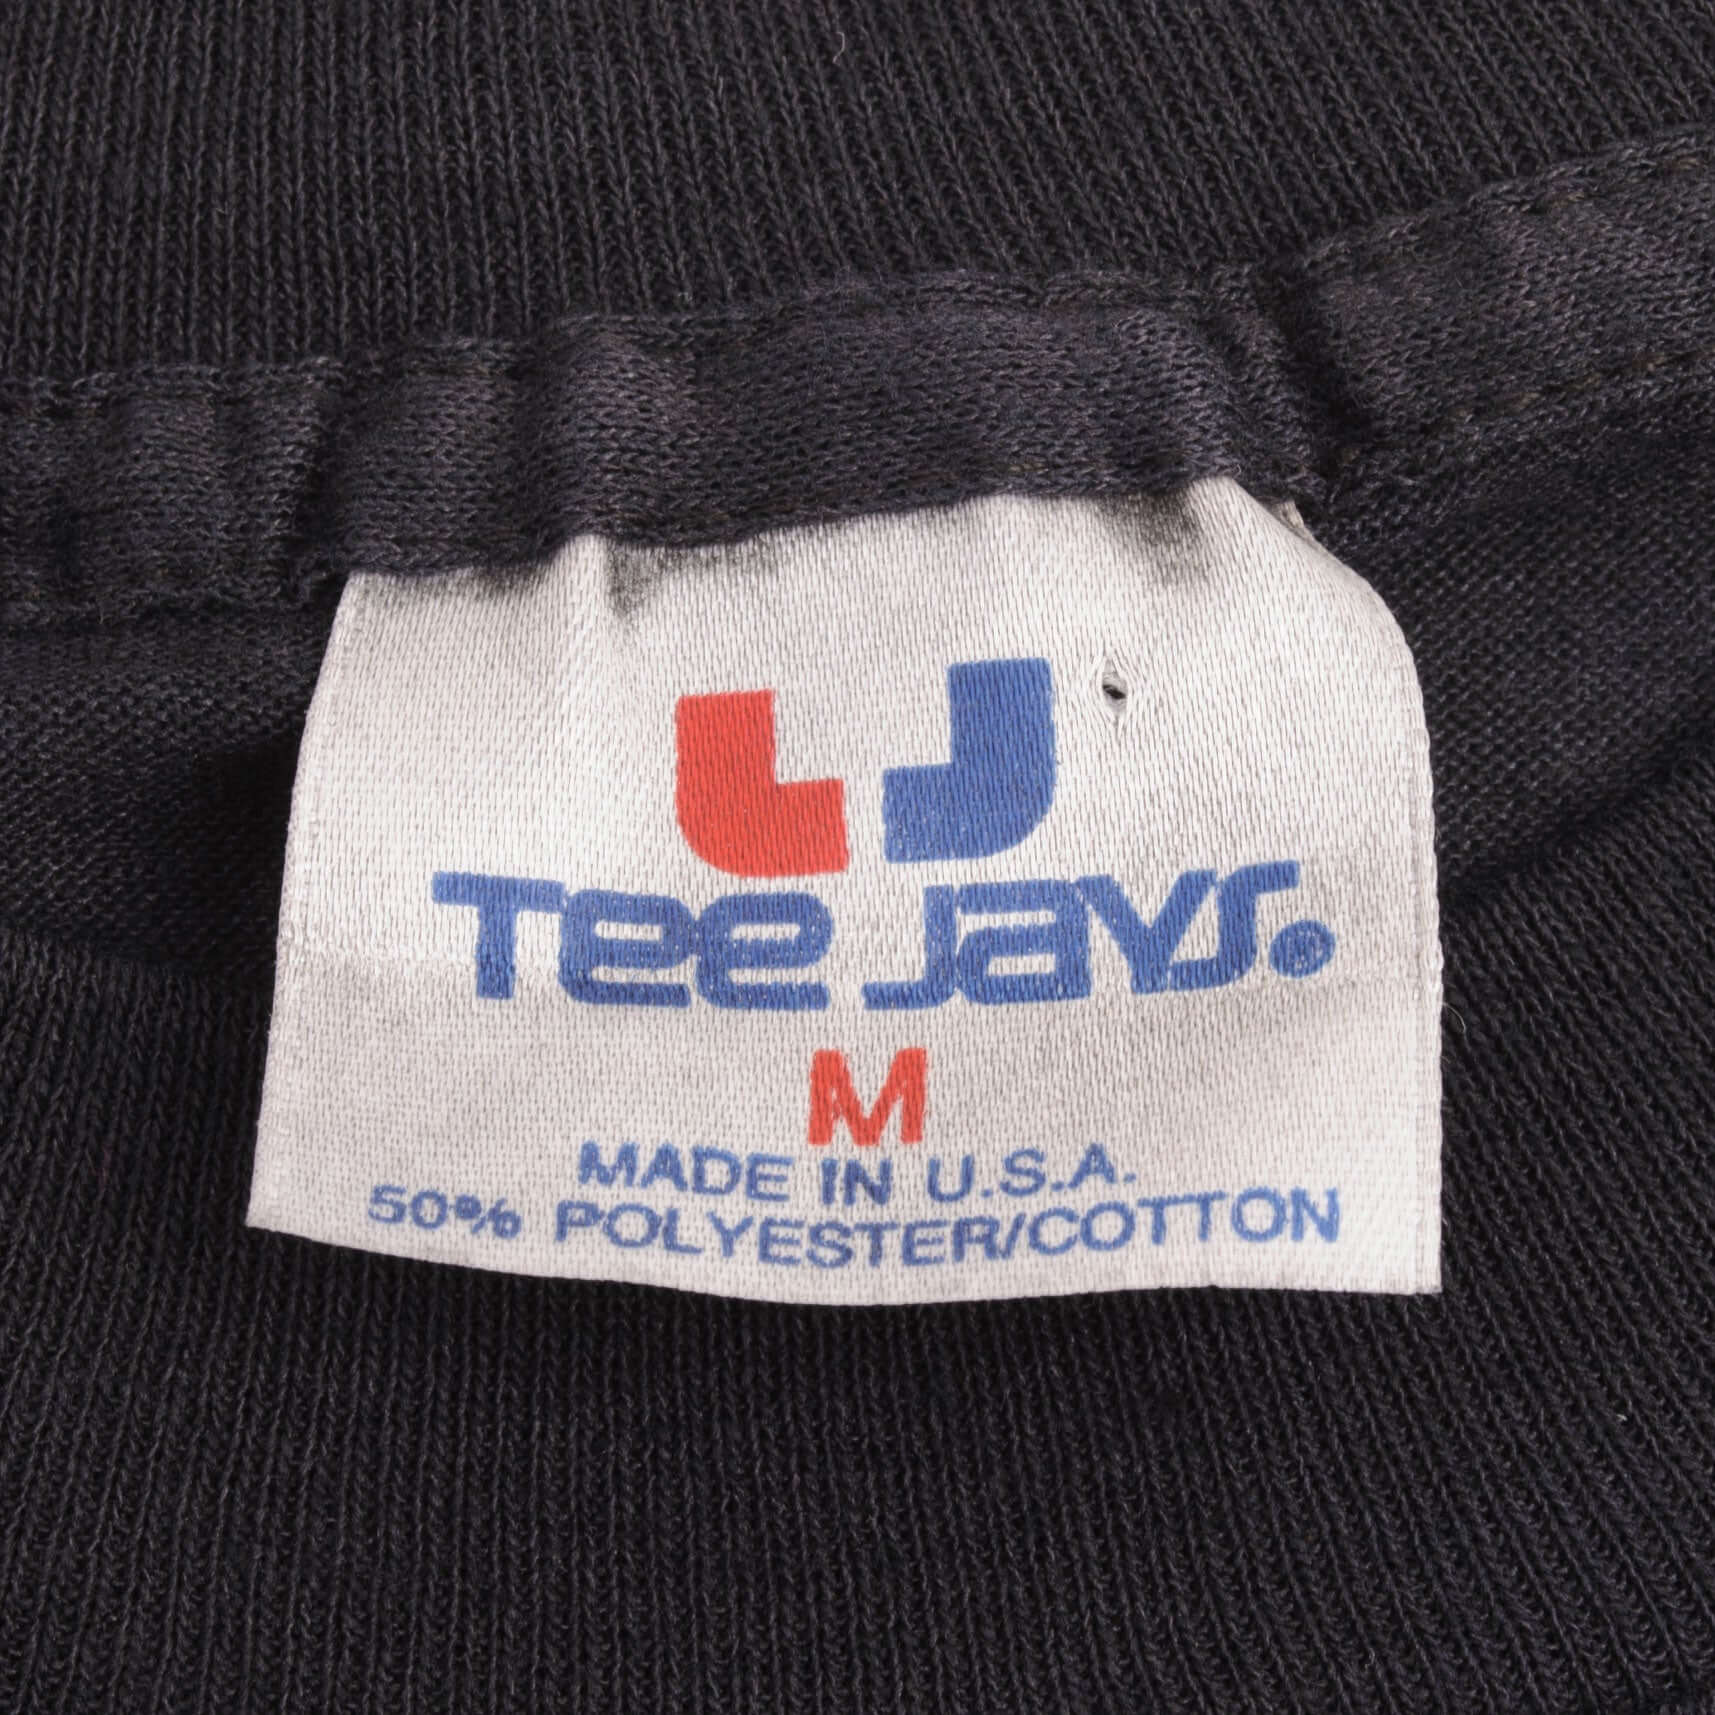 Tee Jays®
M
MADE IN U.S.A.
50% POLYESTER/COTTON